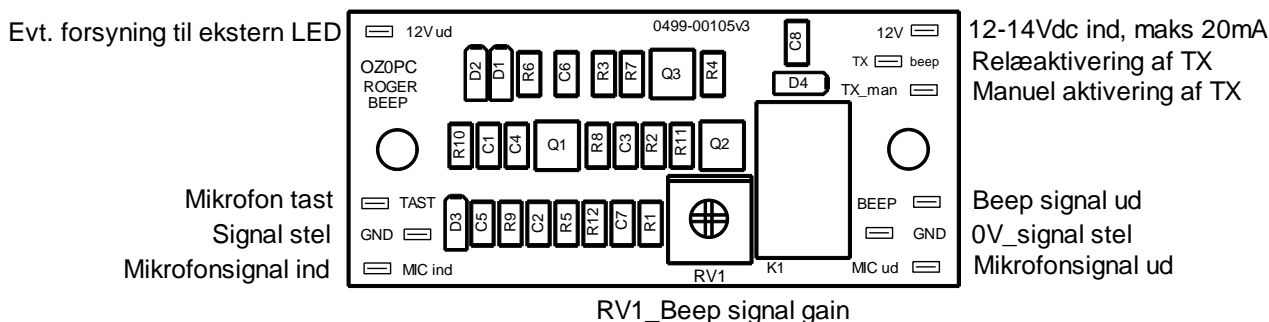 Evt. forsyning til ekstern LED
12V ud
0499-00105v3
C8
12V
12-14Vdc ind, maks 20mA
OZ0PC
ROGER
BEEP
D2
D1
R6
C6
R3
R7
Q3
R4
D4
TX
beep
Relæaktivering af TX
TX_man
Manuel aktivering af TX
R10
C1
C4
Q1
R8
C3
R2
R11
Q2
Mikrofon tast
TAST
D3
C5
R9
C2
R5
R12
C7
R1
BEEP
Beep signal ud
Signal stel
GND
GND
0V_signal stel
Mikrofonsignal ind
MIC ind
RV1
K1
MIC ud
Mikrofonsignal ud
RV1_Beep signal gain